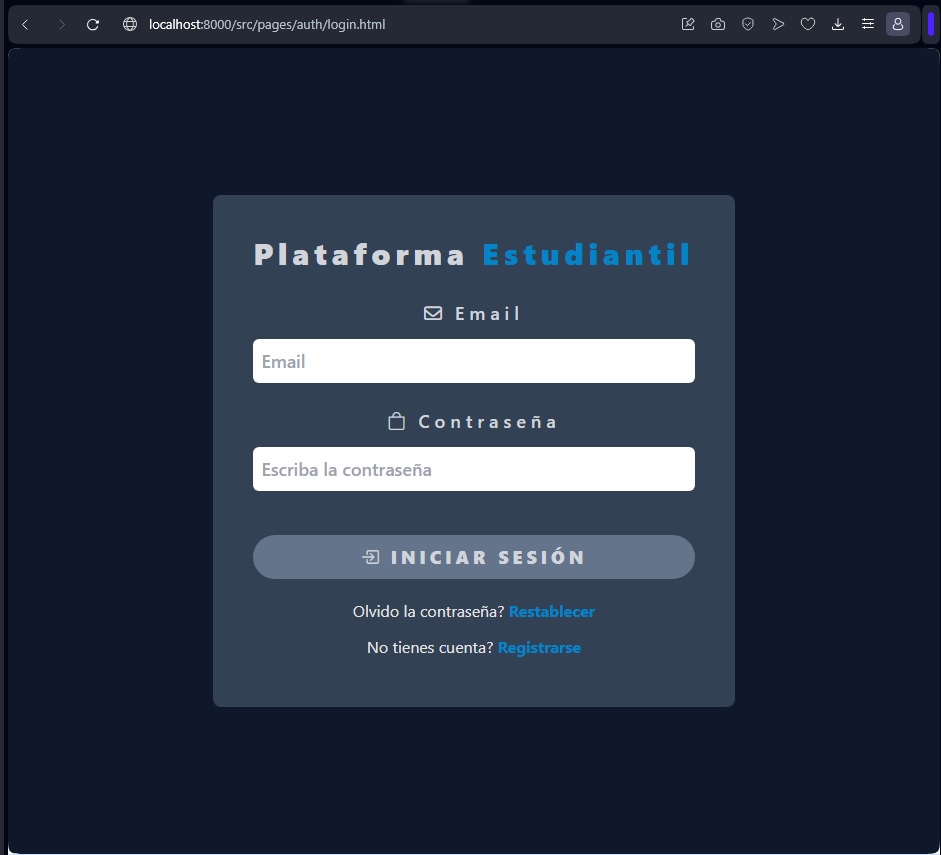 localhost:8000/src/pages/auth/login.html
Plataforma Estudiantil
Email
Email
Contraseña
Escriba la contraseña
INICIAR SESIÓN
Olvido la contraseña? Restablecer
No tienes cuenta? Registrarse